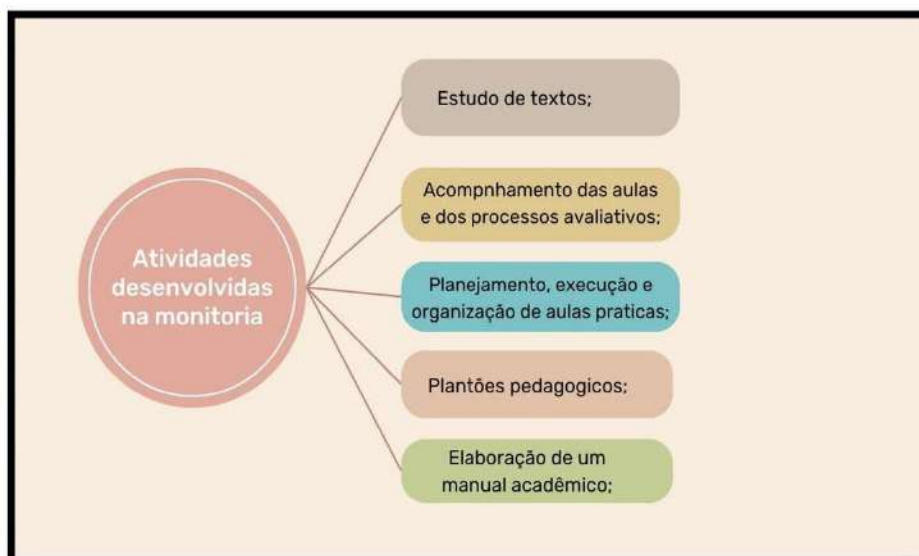 Atividades
desenvolvidas
na monitoria
Estudo de textos;
Acompnhamento das aulas
e dos processos avaliativos;
Planejamento, execução e
organização de aulas praticas;
Plantões pedagogicos;
Elaboração de um
manual acadêmico;